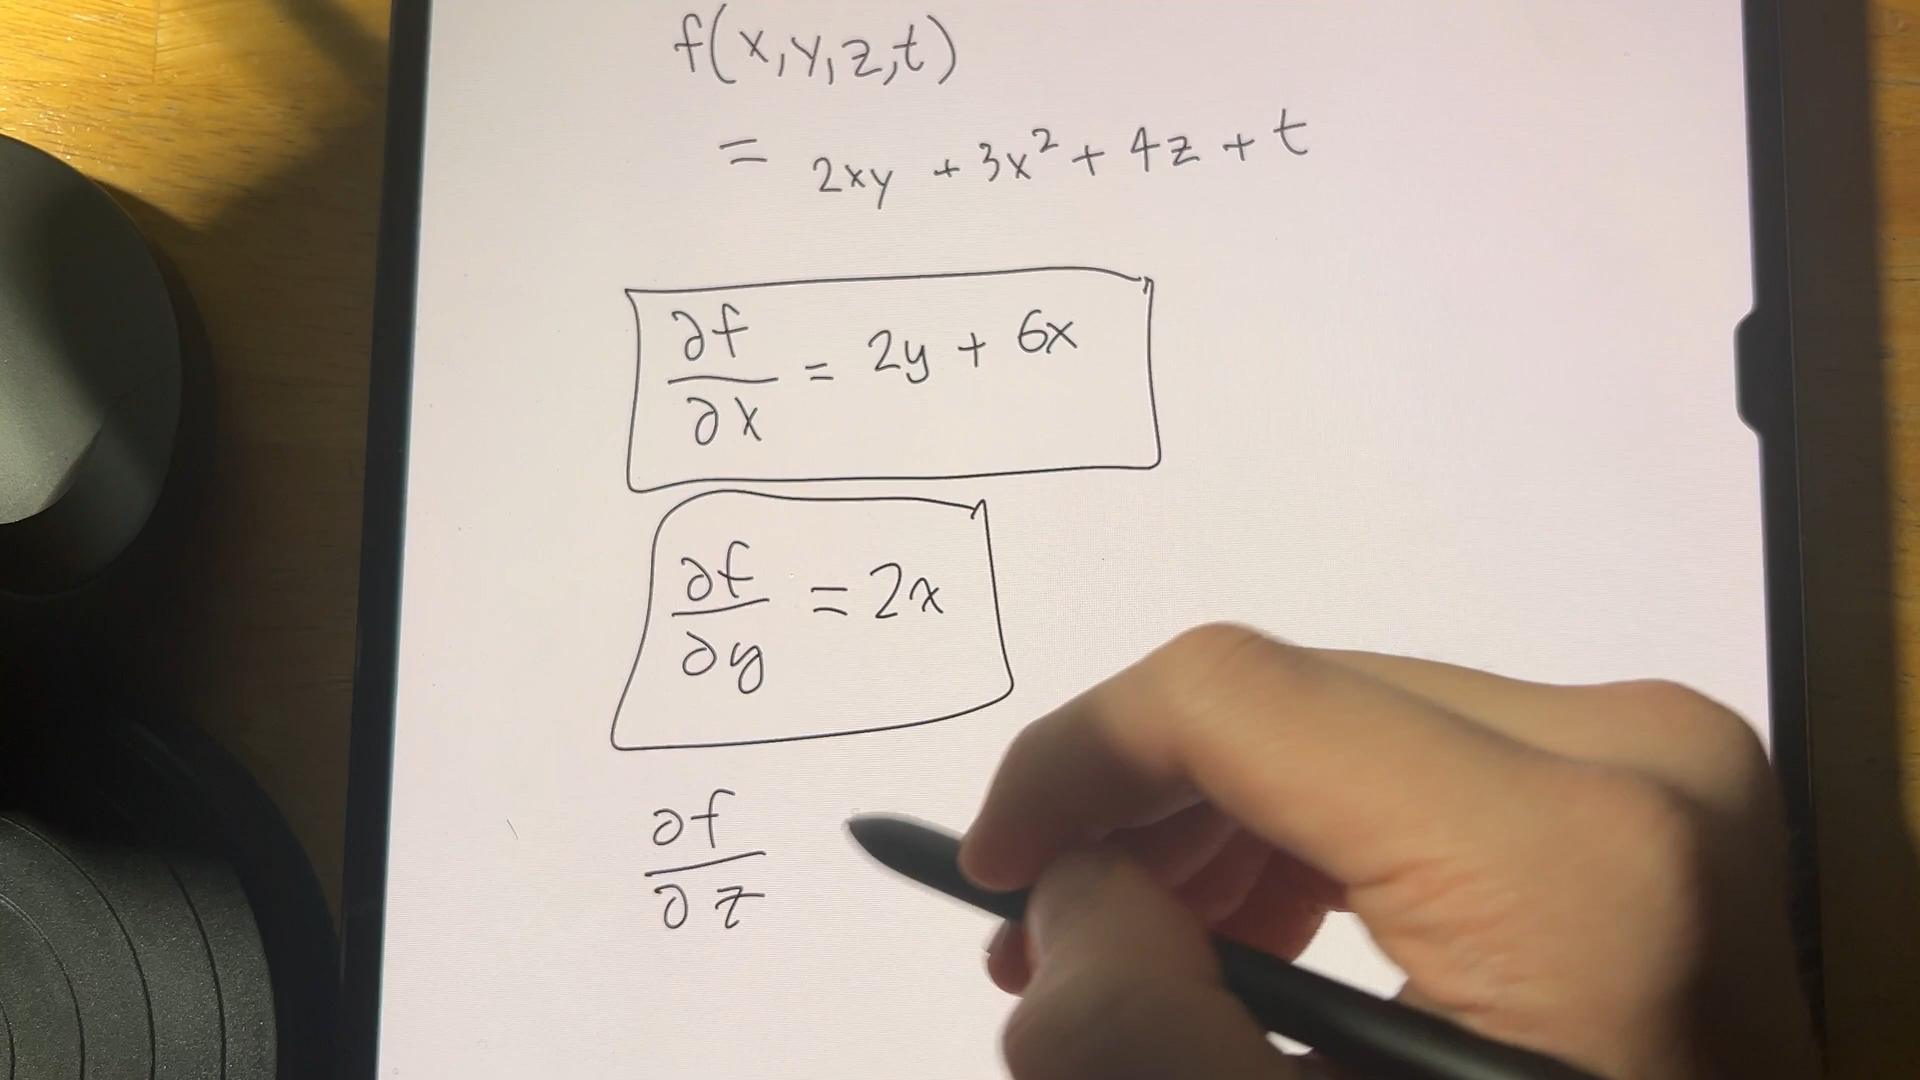 f(x,y,z,t)
= 2xy + 3x² + 4z + t
∂f/∂x = 2y + 6x
∂f/∂y = 2x
∂f/∂z